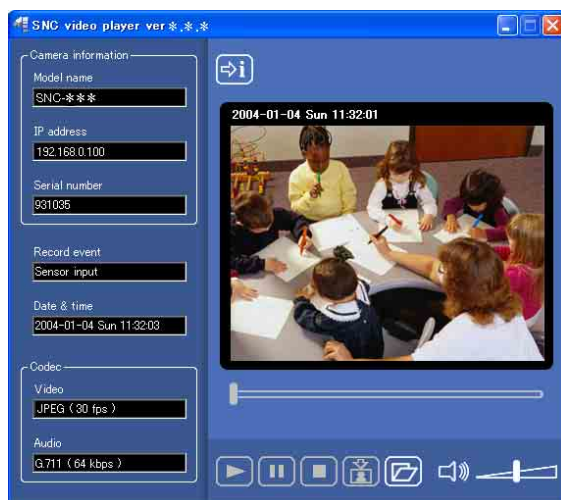 SNC video player ver *.*.*
Camera information
Model name
SNC-***
IP address
192.168.0.100
Serial number
931035
Record event
Sensor input
Date & time
2004-01-04 Sun 11:32:03
Codec
Video
JPEG ( 30 fps )
Audio
G.711 ( 64 kbps )
i
2004-01-04 Sun 11:32:01